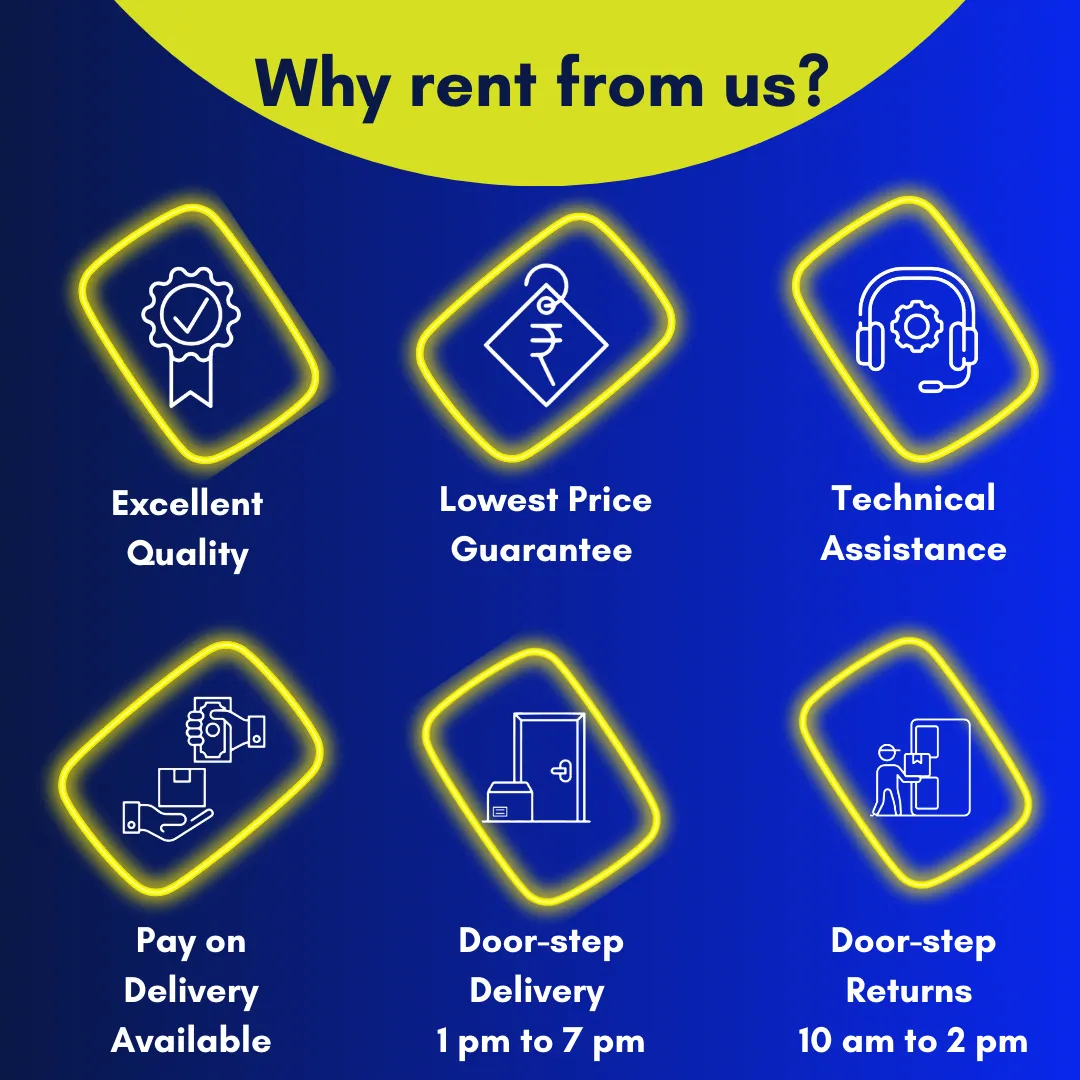 Why rent from us?
₹
Excellent
Quality
Lowest Price
Guarantee
Technical
Assistance
Pay on
Delivery
Available
Door-step
Delivery
1 pm to 7 pm
Door-step
Returns
10 am to 2 pm